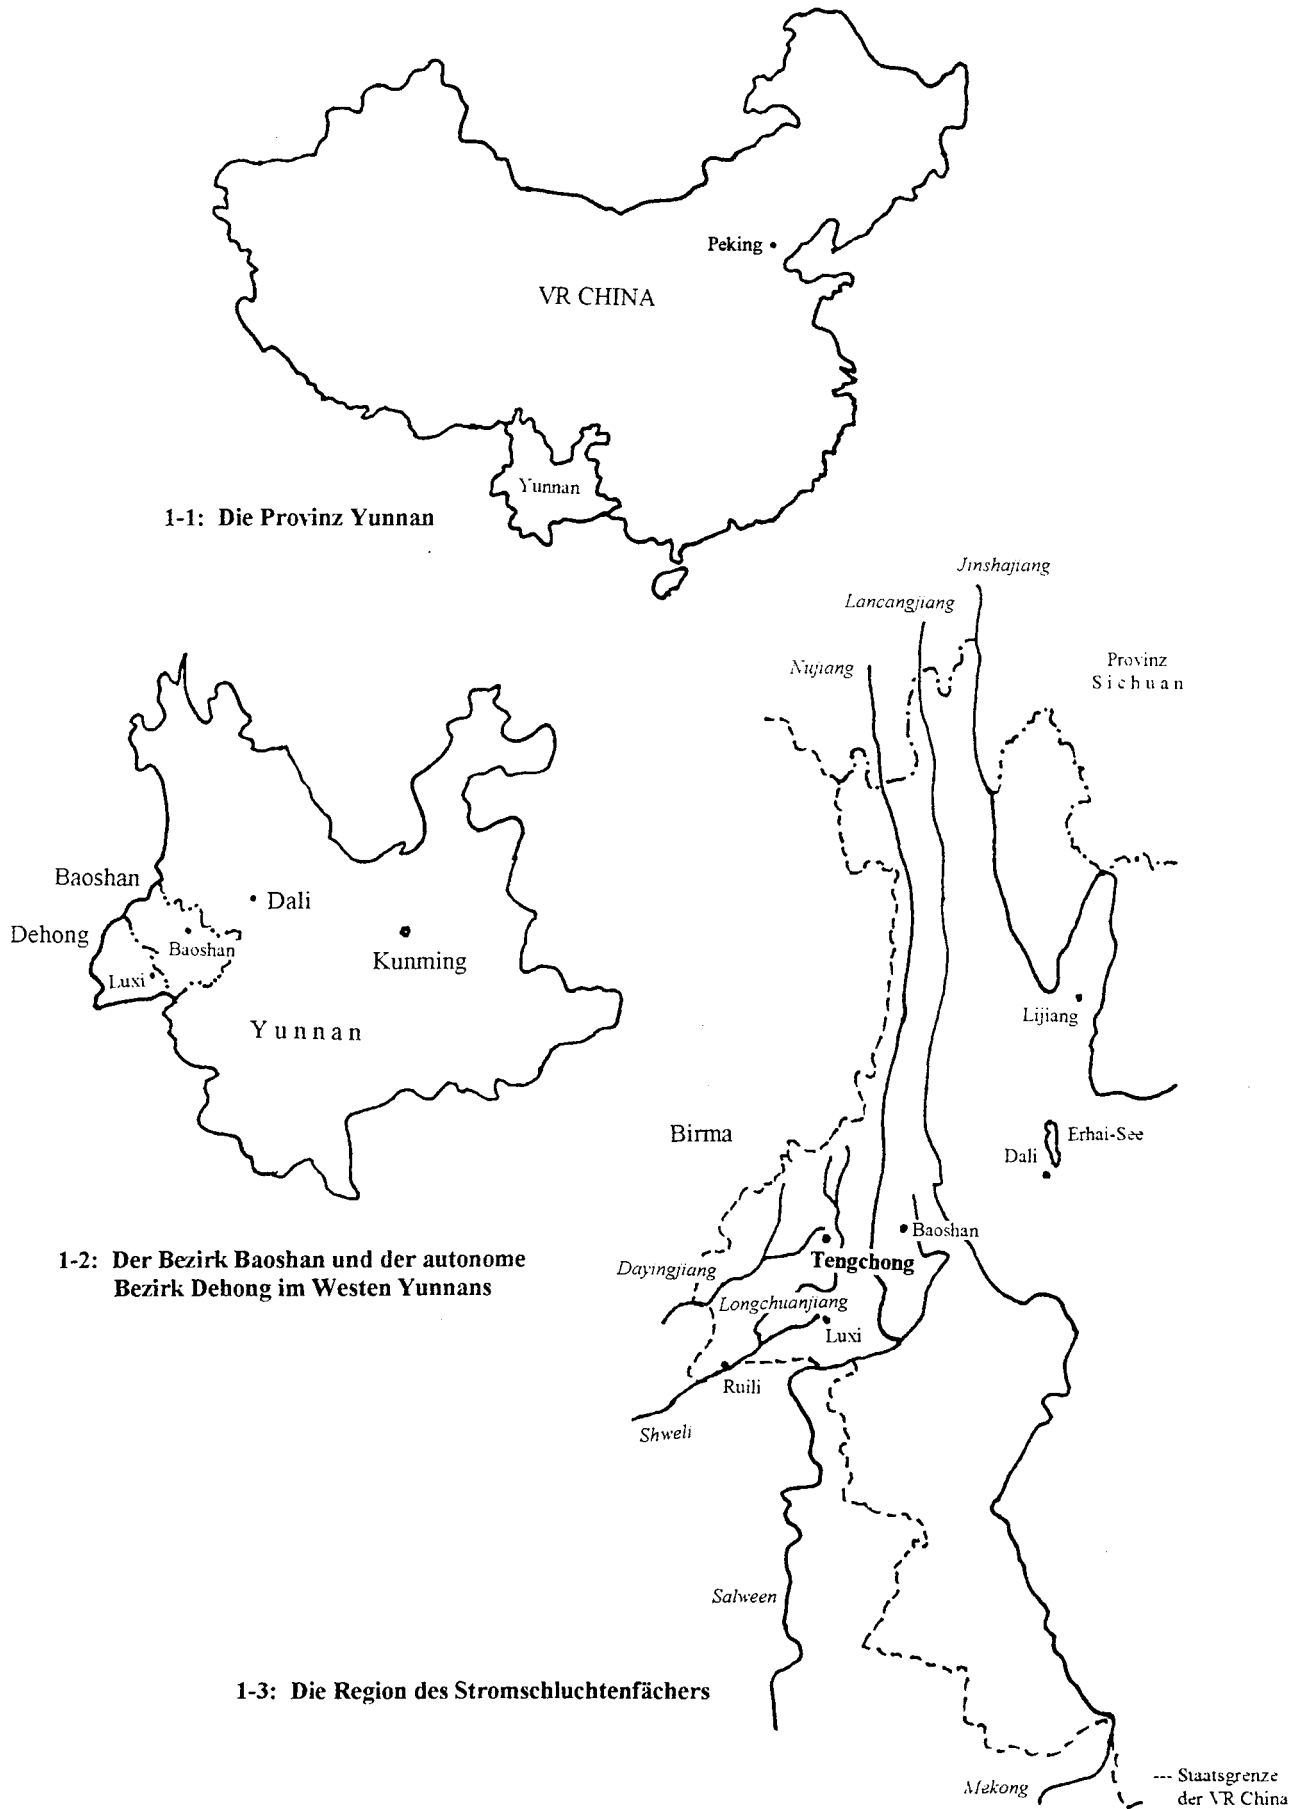 Peking
VR CHINA
Yunnan
1-1: Die Provinz Yunnan
Jinshajiang
Lancangjiang
Nujiang
Provinz
Sichuan
Baoshan
Dali
Dehong
Baoshan
Kunming
Luxi
Yunnan
Lijiang
Birma
Erhai-See
Dali
Baoshan
Tengchong
1-2: Der Bezirk Baoshan und der autonome
Bezirk Dehong im Westen Yunnans
Dayingjiang
Longchuanjiang
Luxi
Ruili
Shweli
Salween
1-3: Die Region des Stromschluchtenfächers
Mekong
--- Staatsgrenze
der VR China